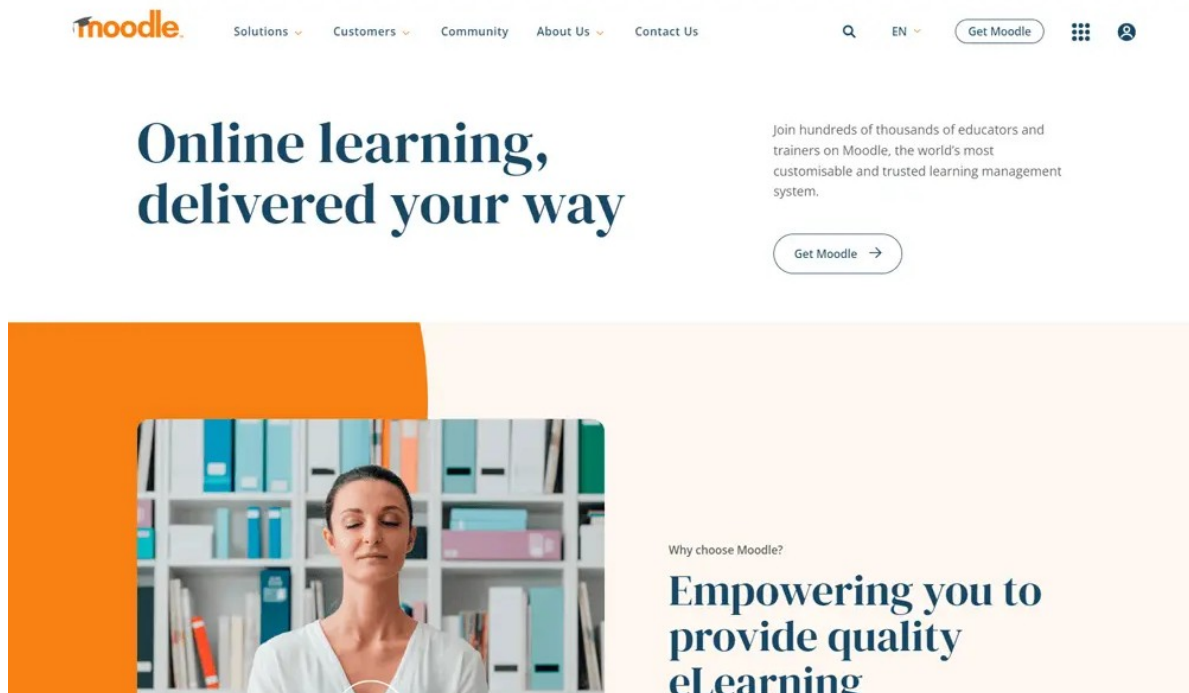 moodle
Solutions
Customers
Community
About Us
Contact Us
EN
Get Moodle
Online learning,
delivered your way
Join hundreds of thousands of educators and
trainers on Moodle, the world's most
customisable and trusted learning management
system.
Get Moodle
Why choose Moodle?
Empowering you to
provide quality
eLearning